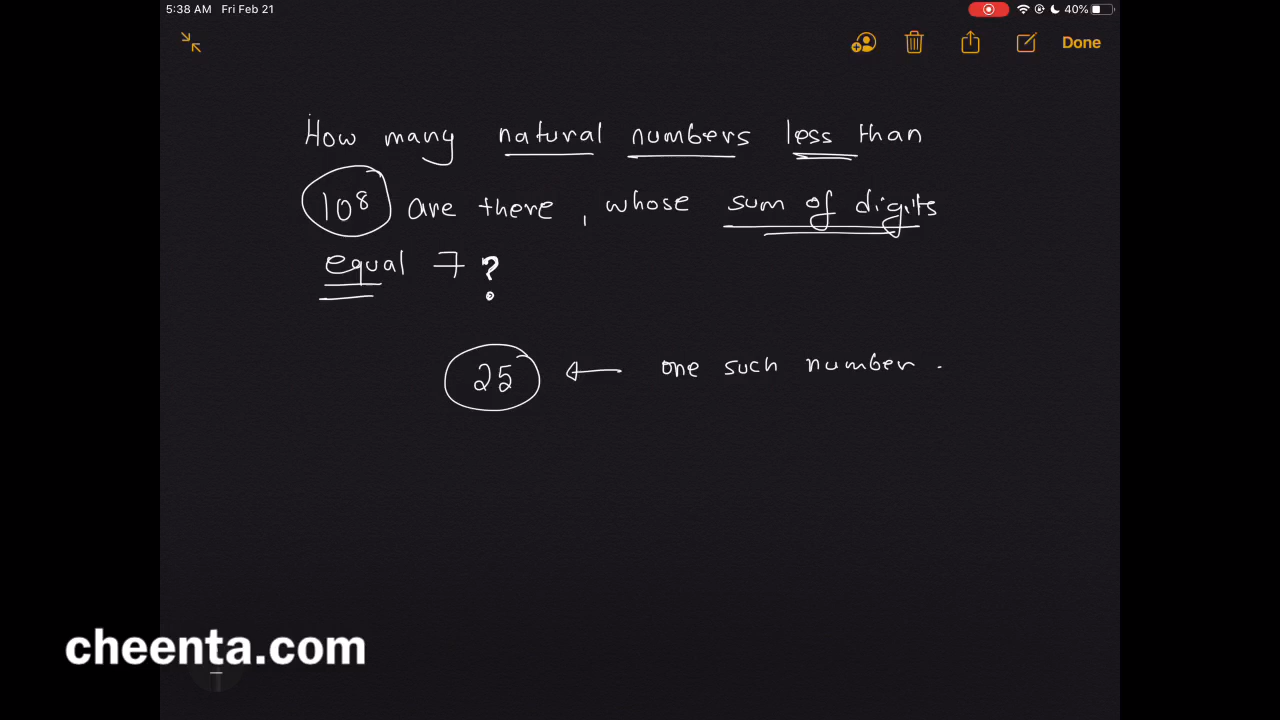 5:38 AM Fri Feb 21 40%
Done
How many natural numbers less than
10⁸ are there, whose sum of digits
equal 7?
25 ← one such number.
cheenta.com